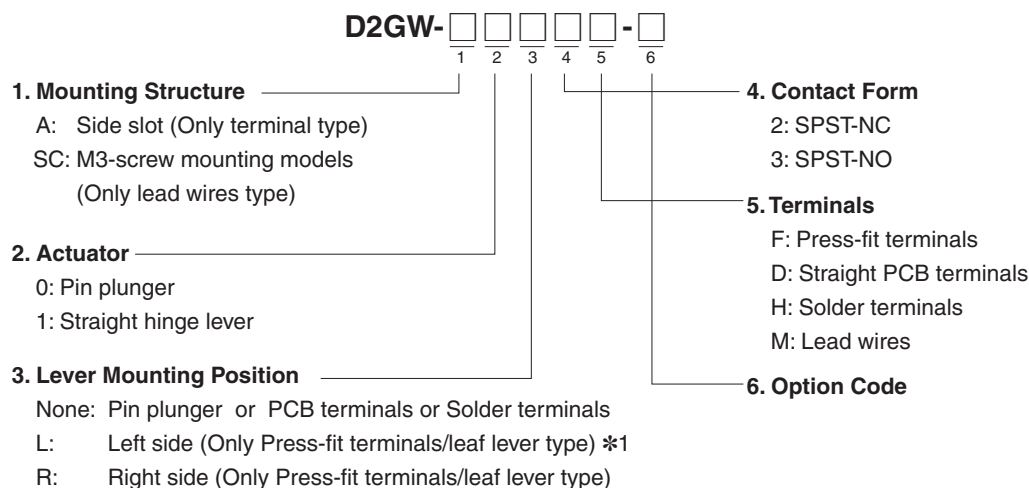 D2GW-□□□□□-□
1 2 3 4 5 6
1. Mounting Structure
A: Side slot (Only terminal type)
SC: M3-screw mounting models
(Only lead wires type)
2. Actuator
0: Pin plunger
1: Straight hinge lever
3. Lever Mounting Position
None: Pin plunger or PCB terminals or Solder terminals
L: Left side (Only Press-fit terminals/leaf lever type) ✻1
R: Right side (Only Press-fit terminals/leaf lever type)
4. Contact Form
2: SPST-NC
3: SPST-NO
5. Terminals
F: Press-fit terminals
D: Straight PCB terminals
H: Solder terminals
M: Lead wires
6. Option Code